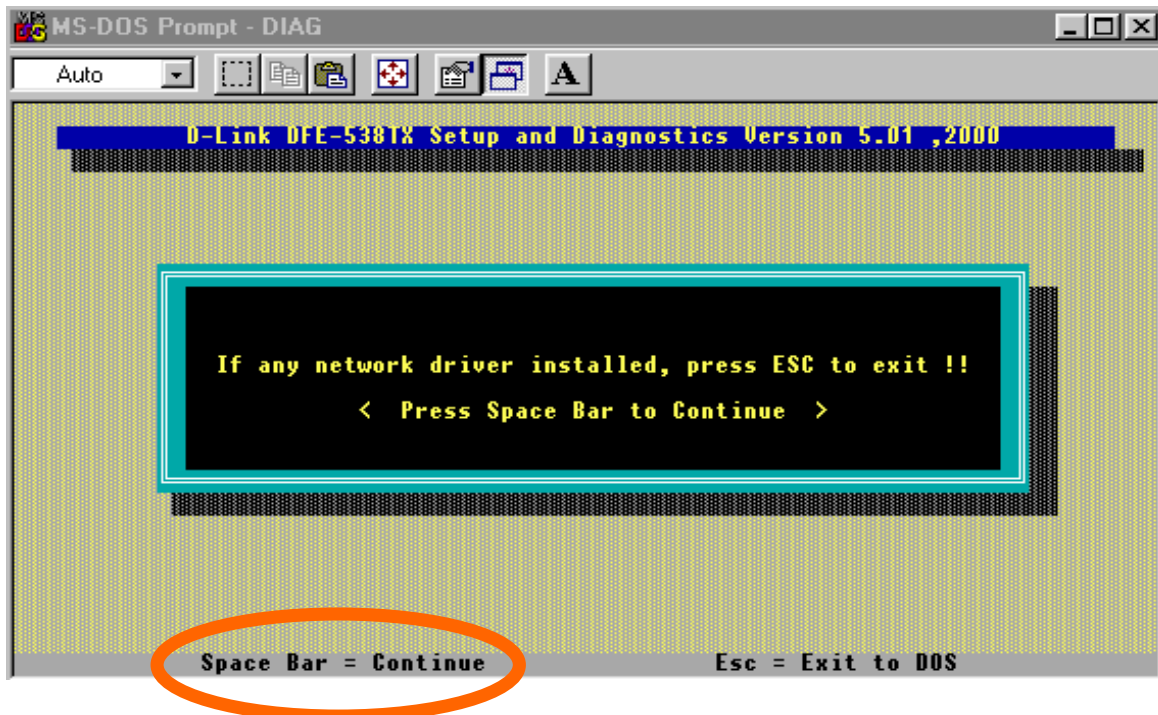 MS-DOS Prompt - DIAG
Auto
A
D-Link DFE-538TX Setup and Diagnostics Version 5.01 ,2000
If any network driver installed, press ESC to exit !!
< Press Space Bar to Continue >
Space Bar = Continue Esc = Exit to DOS